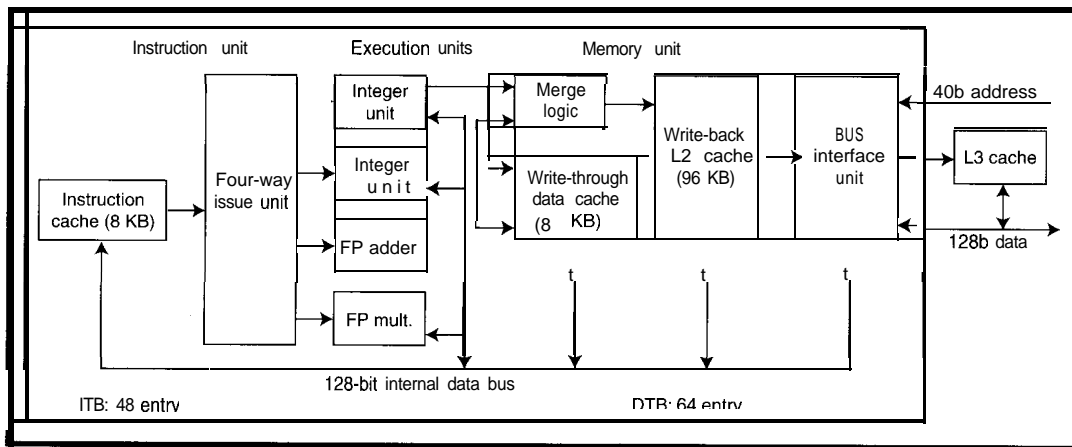 Instruction unit
Execution units
Memory unit
Integer
unit
Integer
unit
FP adder
FP mult.
Four-way
issue unit
Instruction
cache (8 KB)
Merge
logic
Write-through
data cache
(8 KB)
Write-back
L2 cache
(96 KB)
BUS
interface
unit
40b address
L3 cache
128b data
t
t
t
128-bit internal data bus
ITB: 48 entry
DTB: 64 entry